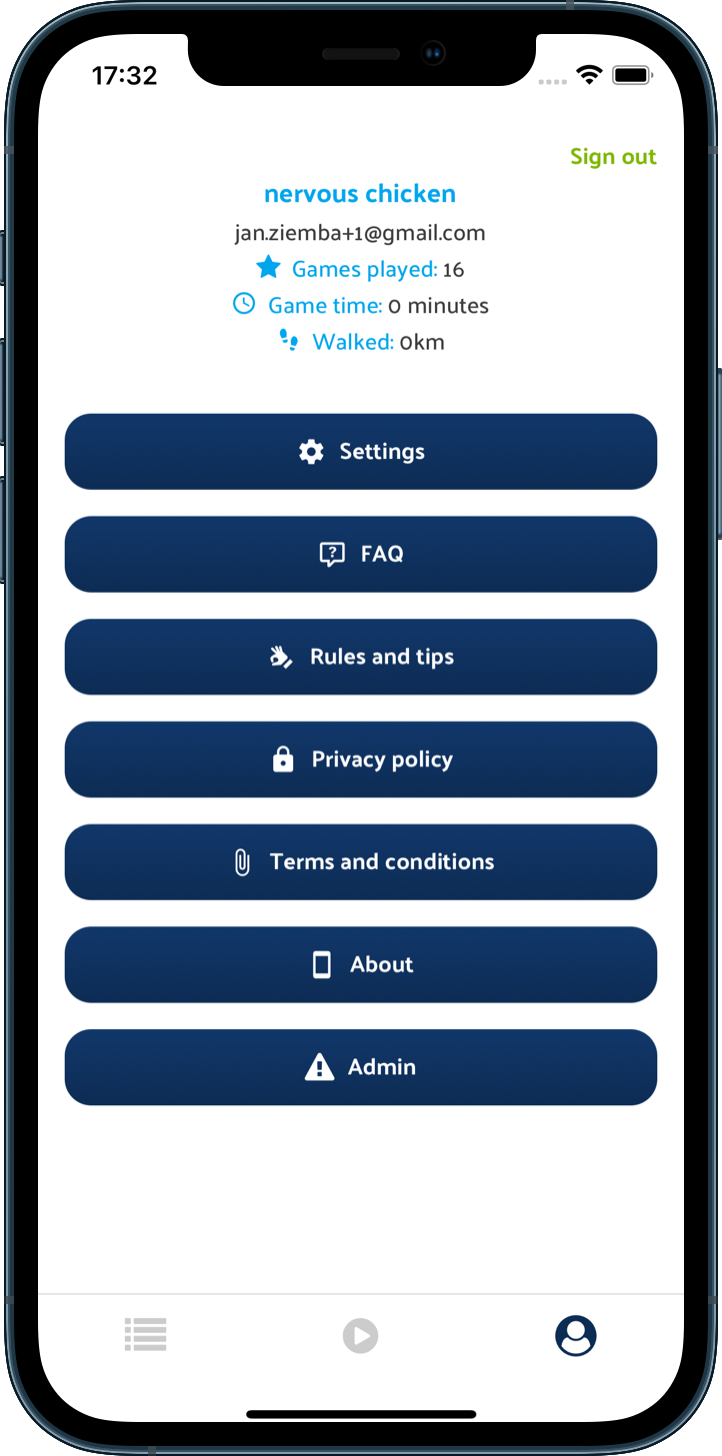 17:32
Sign out
nervous chicken
jan.ziemba+1@gmail.com
Games played: 16
Game time: 0 minutes
Walked: 0km
Settings
FAQ
Rules and tips
Privacy policy
Terms and conditions
About
Admin